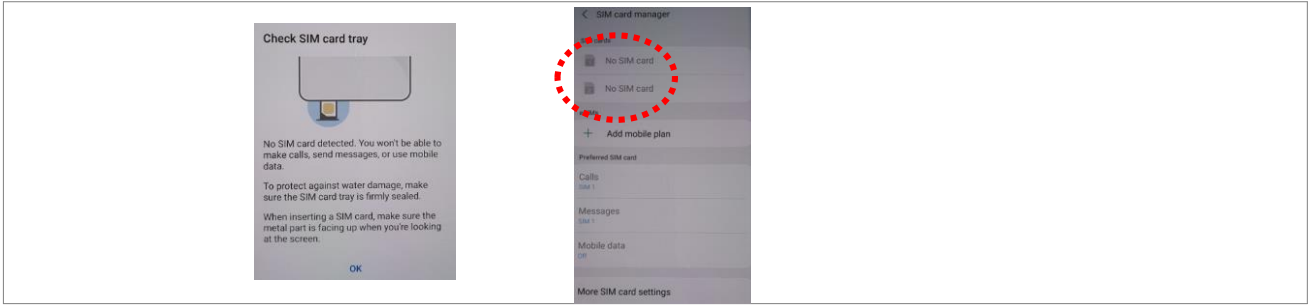 Check SIM card tray
No SIM card detected. You won't be able to
make calls, send messages, or use mobile
data.
To protect against water damage, make
sure the SIM card tray is firmly sealed.
When inserting a SIM card, make sure the
metal part is facing up when you're looking
at the screen.
OK
SIM card manager
cards
No SIM card
No SIM card
Add mobile plan
Preferred SIM card
Calls
SIM 1
Messages
SIM 1
Mobile data
Off
More SIM card settings